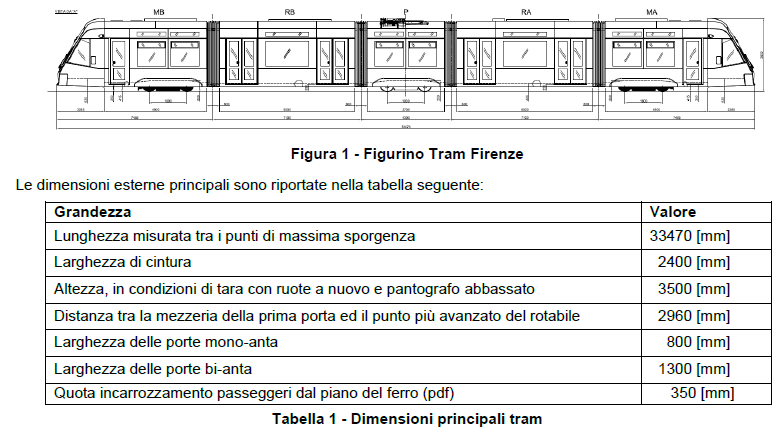 MB RB P RA MA
Figura 1 - Figurino Tram Firenze
Le dimensioni esterne principali sono riportate nella tabella seguente:
Grandezza Valore
Lunghezza misurata tra i punti di massima sporgenza 33470 [mm]
Larghezza di cintura 2400 [mm]
Altezza, in condizioni di tara con ruote a nuovo e pantografo abbassato 3500 [mm]
Distanza tra la mezzeria della prima porta ed il punto più avanzato del rotabile 2960 [mm]
Larghezza delle porte mono-anta 800 [mm]
Larghezza delle porte bi-anta 1300 [mm]
Quota incarrozzamento passeggeri dal piano del ferro (pdf) 350 [mm]
Tabella 1 - Dimensioni principali tram